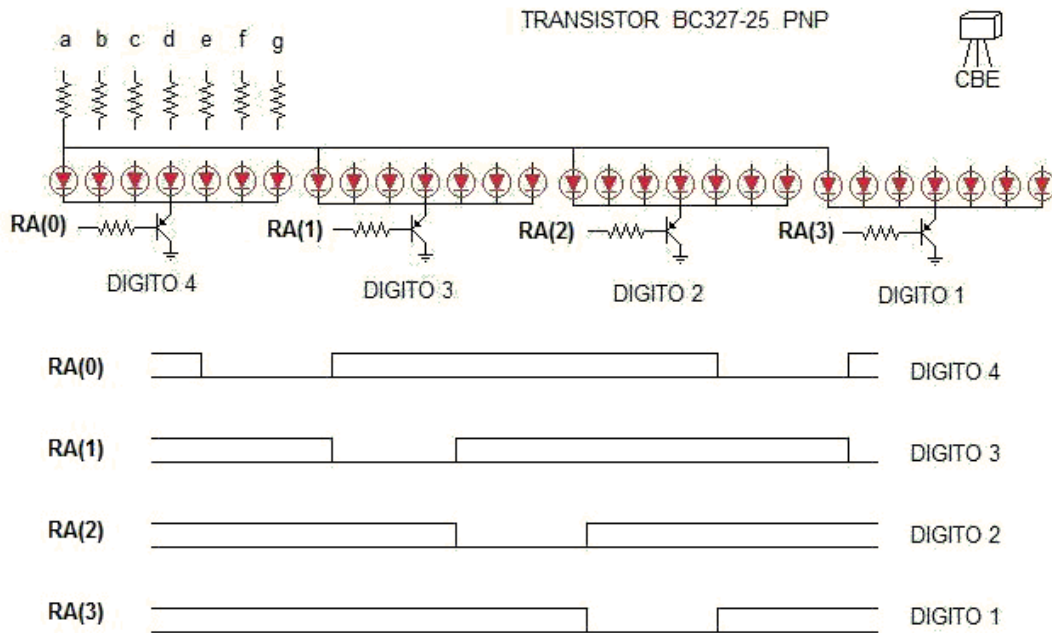 TRANSISTOR BC327-25 PNP
CBE
a b c d e f g
RA(0) RA(1) RA(2) RA(3)
DIGITO 4 DIGITO 3 DIGITO 2 DIGITO 1
RA(0) DIGITO 4
RA(1) DIGITO 3
RA(2) DIGITO 2
RA(3) DIGITO 1